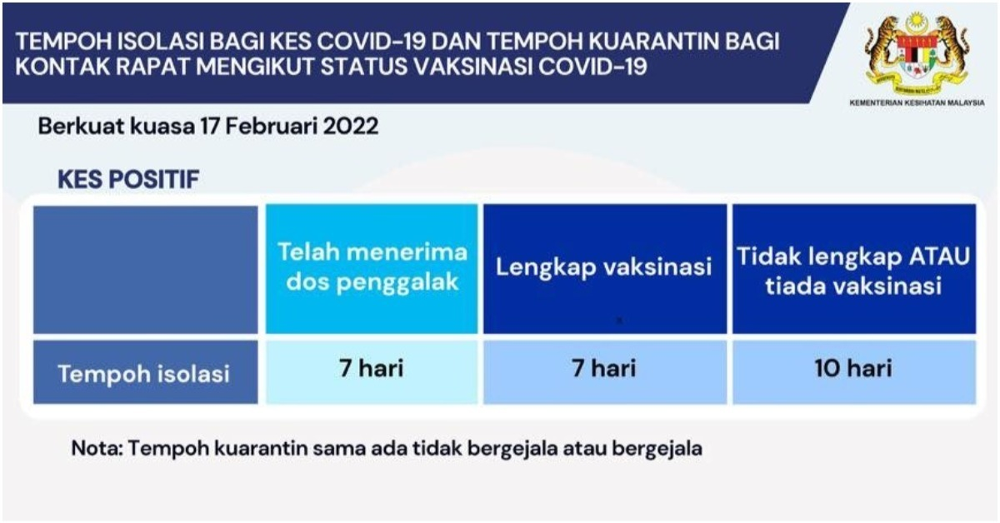 TEMPOH ISOLASI BAGI KES COVID-19 DAN TEMPOH KUARANTIN BAGI
KONTAK RAPAT MENGIKUT STATUS VAKSINASI COVID-19
KEMENTERIAN KESIHATAN MALAYSIA
Berkuat kuasa 17 Februari 2022
KES POSITIF
Telah menerima
dos penggalak
Lengkap vaksinasi
Tidak lengkap ATAU
tiada vaksinasi
Tempoh isolasi
7 hari
7 hari
10 hari
Nota: Tempoh kuarantin sama ada tidak bergejala atau bergejala